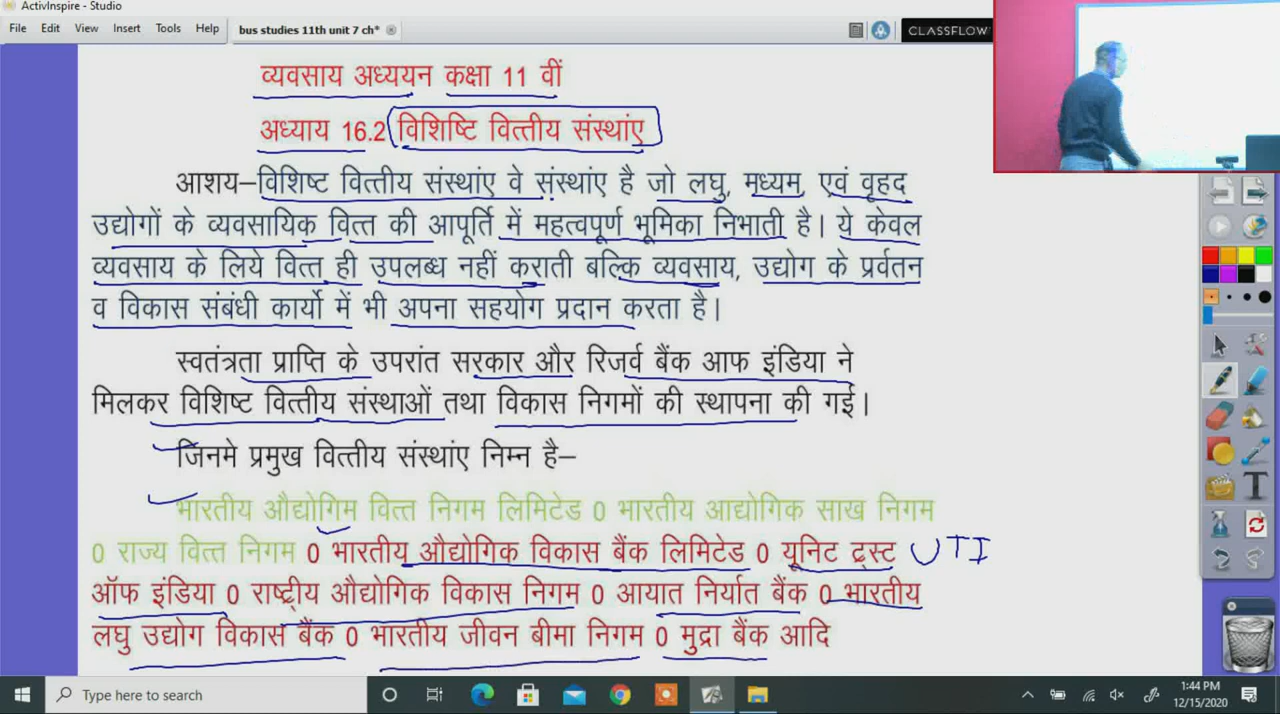 ActivInspire - Studio
File Edit View Insert Tools Help
bus studies 11th unit 7 ch*
CLASSFLOW
व्यवसाय अध्ययन कक्षा 11 वीं
अध्याय 16.2 विशिष्टि वित्तीय संस्थांए
आशय–विशिष्ट वित्तीय संस्थांए वे संस्थांए है जो लघु, मध्यम, एवं वृहद
उद्योगों के व्यवसायिक वित्त की आपूर्ति में महत्वपूर्ण भूमिका निभाती है। ये केवल
व्यवसाय के लिये वित्त ही उपलब्ध नहीं कराती बल्कि व्यवसाय, उद्योग के प्रर्वतन
व विकास संबंधी कार्यो में भी अपना सहयोग प्रदान करता है।
स्वतंत्रता प्राप्ति के उपरांत सरकार और रिजर्व बैंक आफ इंडिया ने
मिलकर विशिष्ट वित्तीय संस्थाओं तथा विकास निगमों की स्थापना की गई।
जिनमे प्रमुख वित्तीय संस्थांए निम्न है–
भारतीय औद्योगिम वित्त निगम लिमिटेड 0 भारतीय आद्योगिक साख निगम
0 राज्य वित्त निगम 0 भारतीय औद्योगिक विकास बैंक लिमिटेड 0 यूनिट ट्रस्ट UTI
ऑफ इंडिया 0 राष्ट्रीय औद्योगिक विकास निगम 0 आयात निर्यात बैंक 0 भारतीय
लघु उद्योग विकास बैंक 0 भारतीय जीवन बीमा निगम 0 मुद्रा बैंक आदि
Type here to search
1:44 PM
12/15/2020